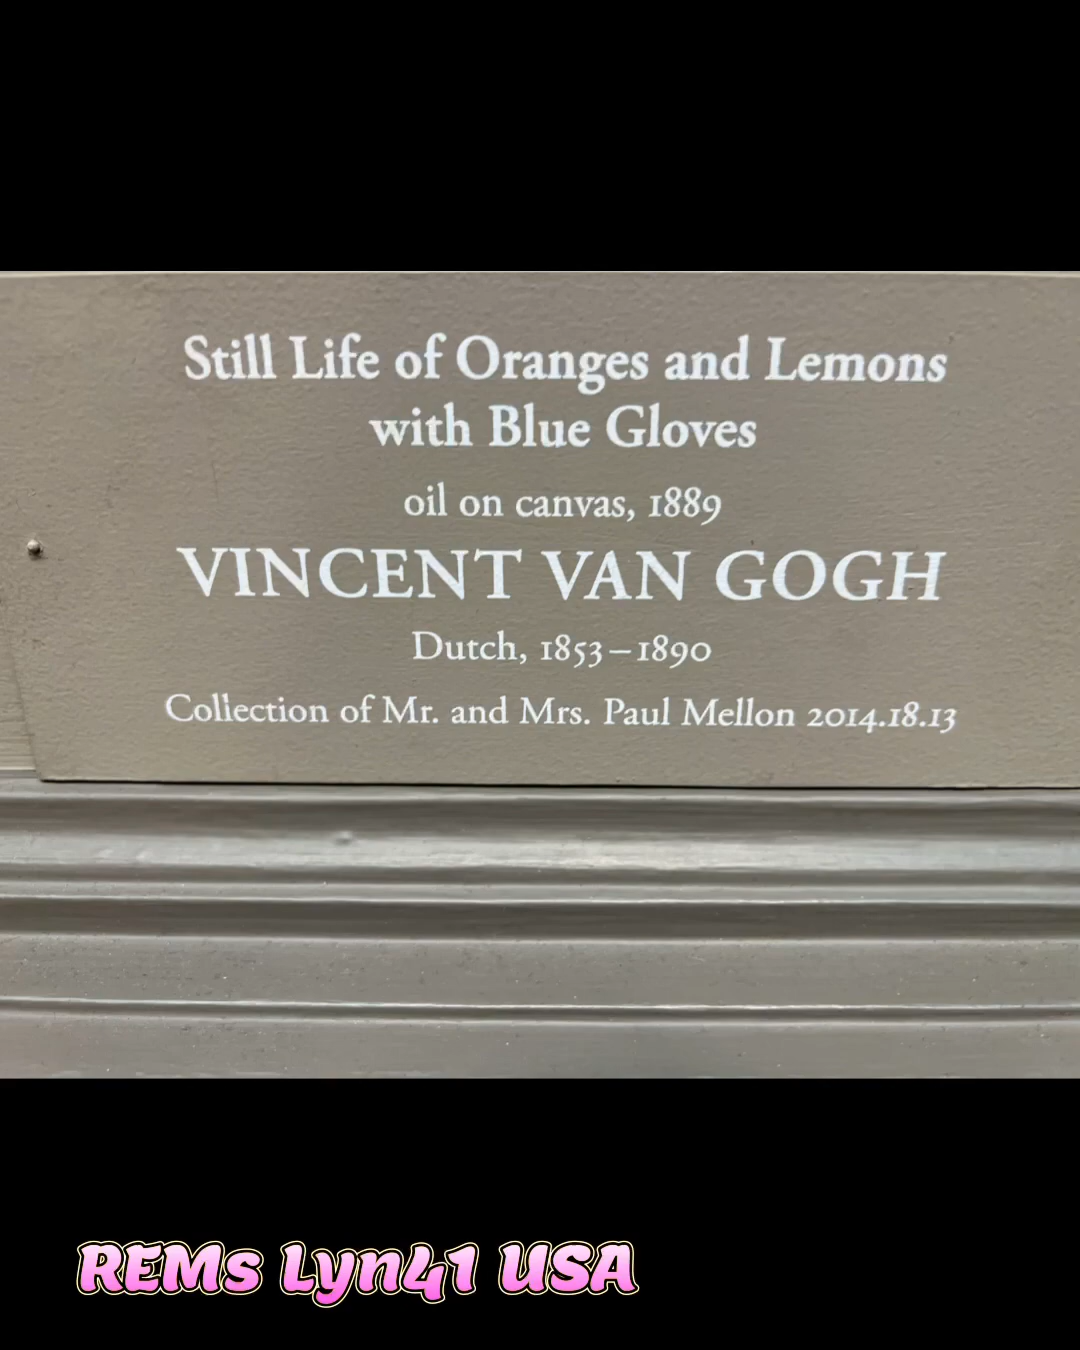 Still Life of Oranges and Lemons
with Blue Gloves
oil on canvas, 1889
VINCENT VAN GOGH
Dutch, 1853–1890
Collection of Mr. and Mrs. Paul Mellon 2014.18.13
REMs Lyn41 USA